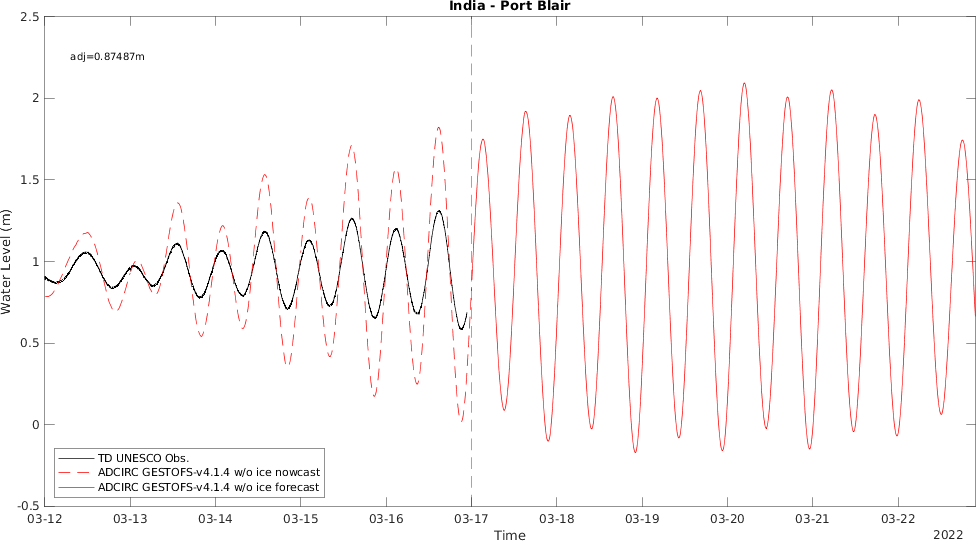 India - Port Blair
adj=0.87487m
Water Level (m)
2.5
2
1.5
1
0.5
0
-0.5
TD UNESCO Obs.
ADCIRC GESTOFS-v4.1.4 w/o ice nowcast
ADCIRC GESTOFS-v4.1.4 w/o ice forecast
03-12 03-13 03-14 03-15 03-16 03-17 03-18 03-19 03-20 03-21 03-22
Time
2022